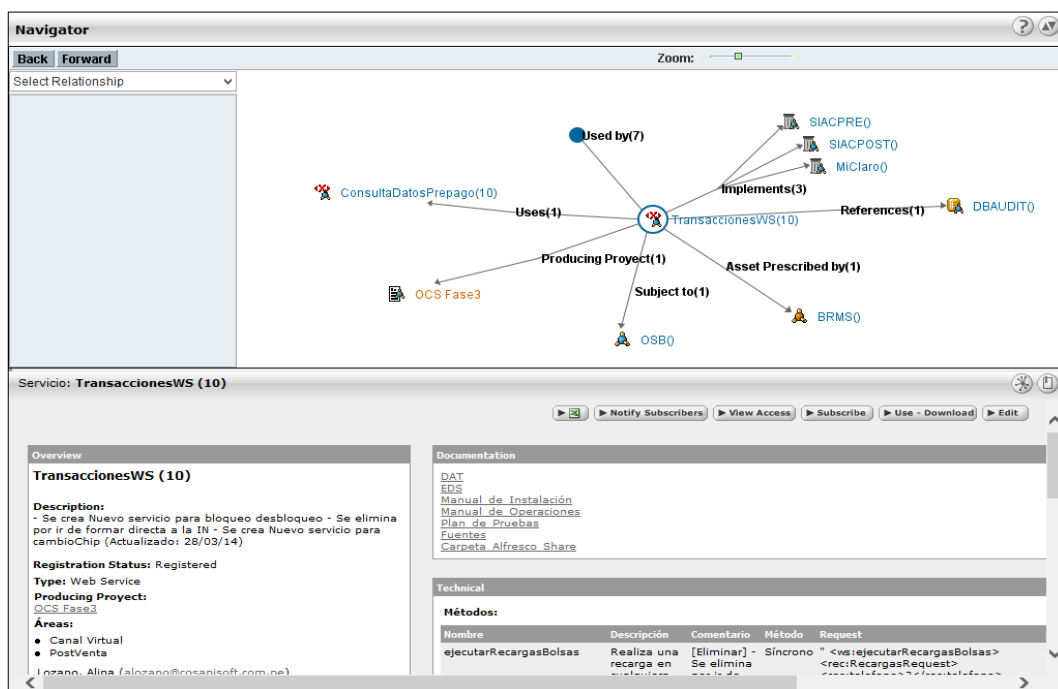 Navigator
Back Forward
Zoom:
Select Relationship
SIACPRE()
Used by(7)
SIACPOST()
MiClaro()
ConsultaDatosPrepago(10)
Implements(3)
Uses(1)
References(1)
DBAUDIT()
TransaccionesWS(10)
Producing Proyect(1)
Asset Prescribed by(1)
OCS Fase3
Subject to(1)
BRMS()
OSB()
Servicio: TransaccionesWS (10)
Notify Subscribers View Access Subscribe Use - Download Edit
Overview
TransaccionesWS (10)
Description:
- Se crea Nuevo servicio para bloqueo desbloqueo - Se elimina
por ir de formar directa a la IN - Se crea Nuevo servicio para
cambioChip (Actualizado: 28/03/14)
Registration Status: Registered
Type: Web Service
Producing Proyect:
OCS Fase3
Áreas:
Canal Virtual
PostVenta
Lozano, Alina (alozano@rosanisoft.com.pe)
Documentation
DAT
EDS
Manual de Instalación
Manual de Operaciones
Plan de Pruebas
Fuentes
Carpeta Alfresco Share
Technical
Métodos:
Nombre Descripción Comentario Método Request
ejecutarRecargasBolsas Realiza una [Eliminar] - Síncrono " <ws:ejecutarRecargasBolsas>
recarga en Se elimina <rec:RecargasRequest>